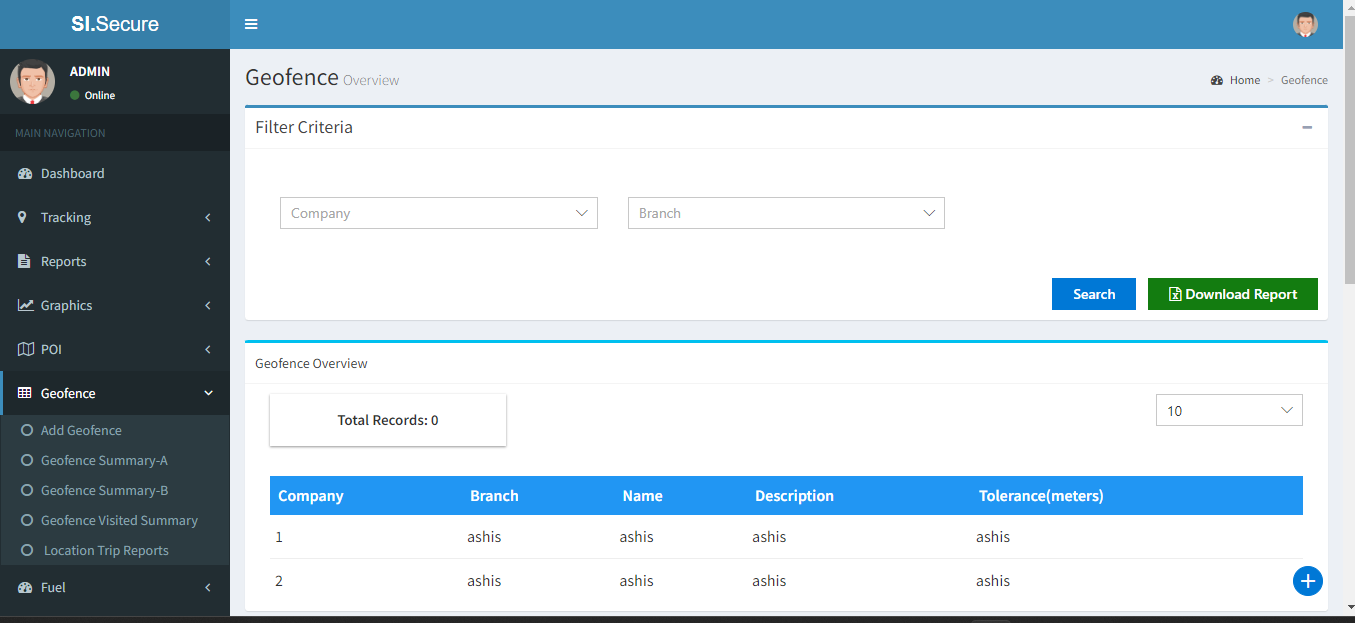 SI.Secure
ADMIN
Online
MAIN NAVIGATION
Dashboard
Tracking
Reports
Graphics
POI
Geofence
Add Geofence
Geofence Summary-A
Geofence Summary-B
Geofence Visited Summary
Location Trip Reports
Fuel
Geofence Overview
Home > Geofence
Filter Criteria
Company
Branch
Search
Download Report
Geofence Overview
Total Records: 0
10
Company Branch Name Description Tolerance(meters)
1 ashis ashis ashis ashis
2 ashis ashis ashis ashis